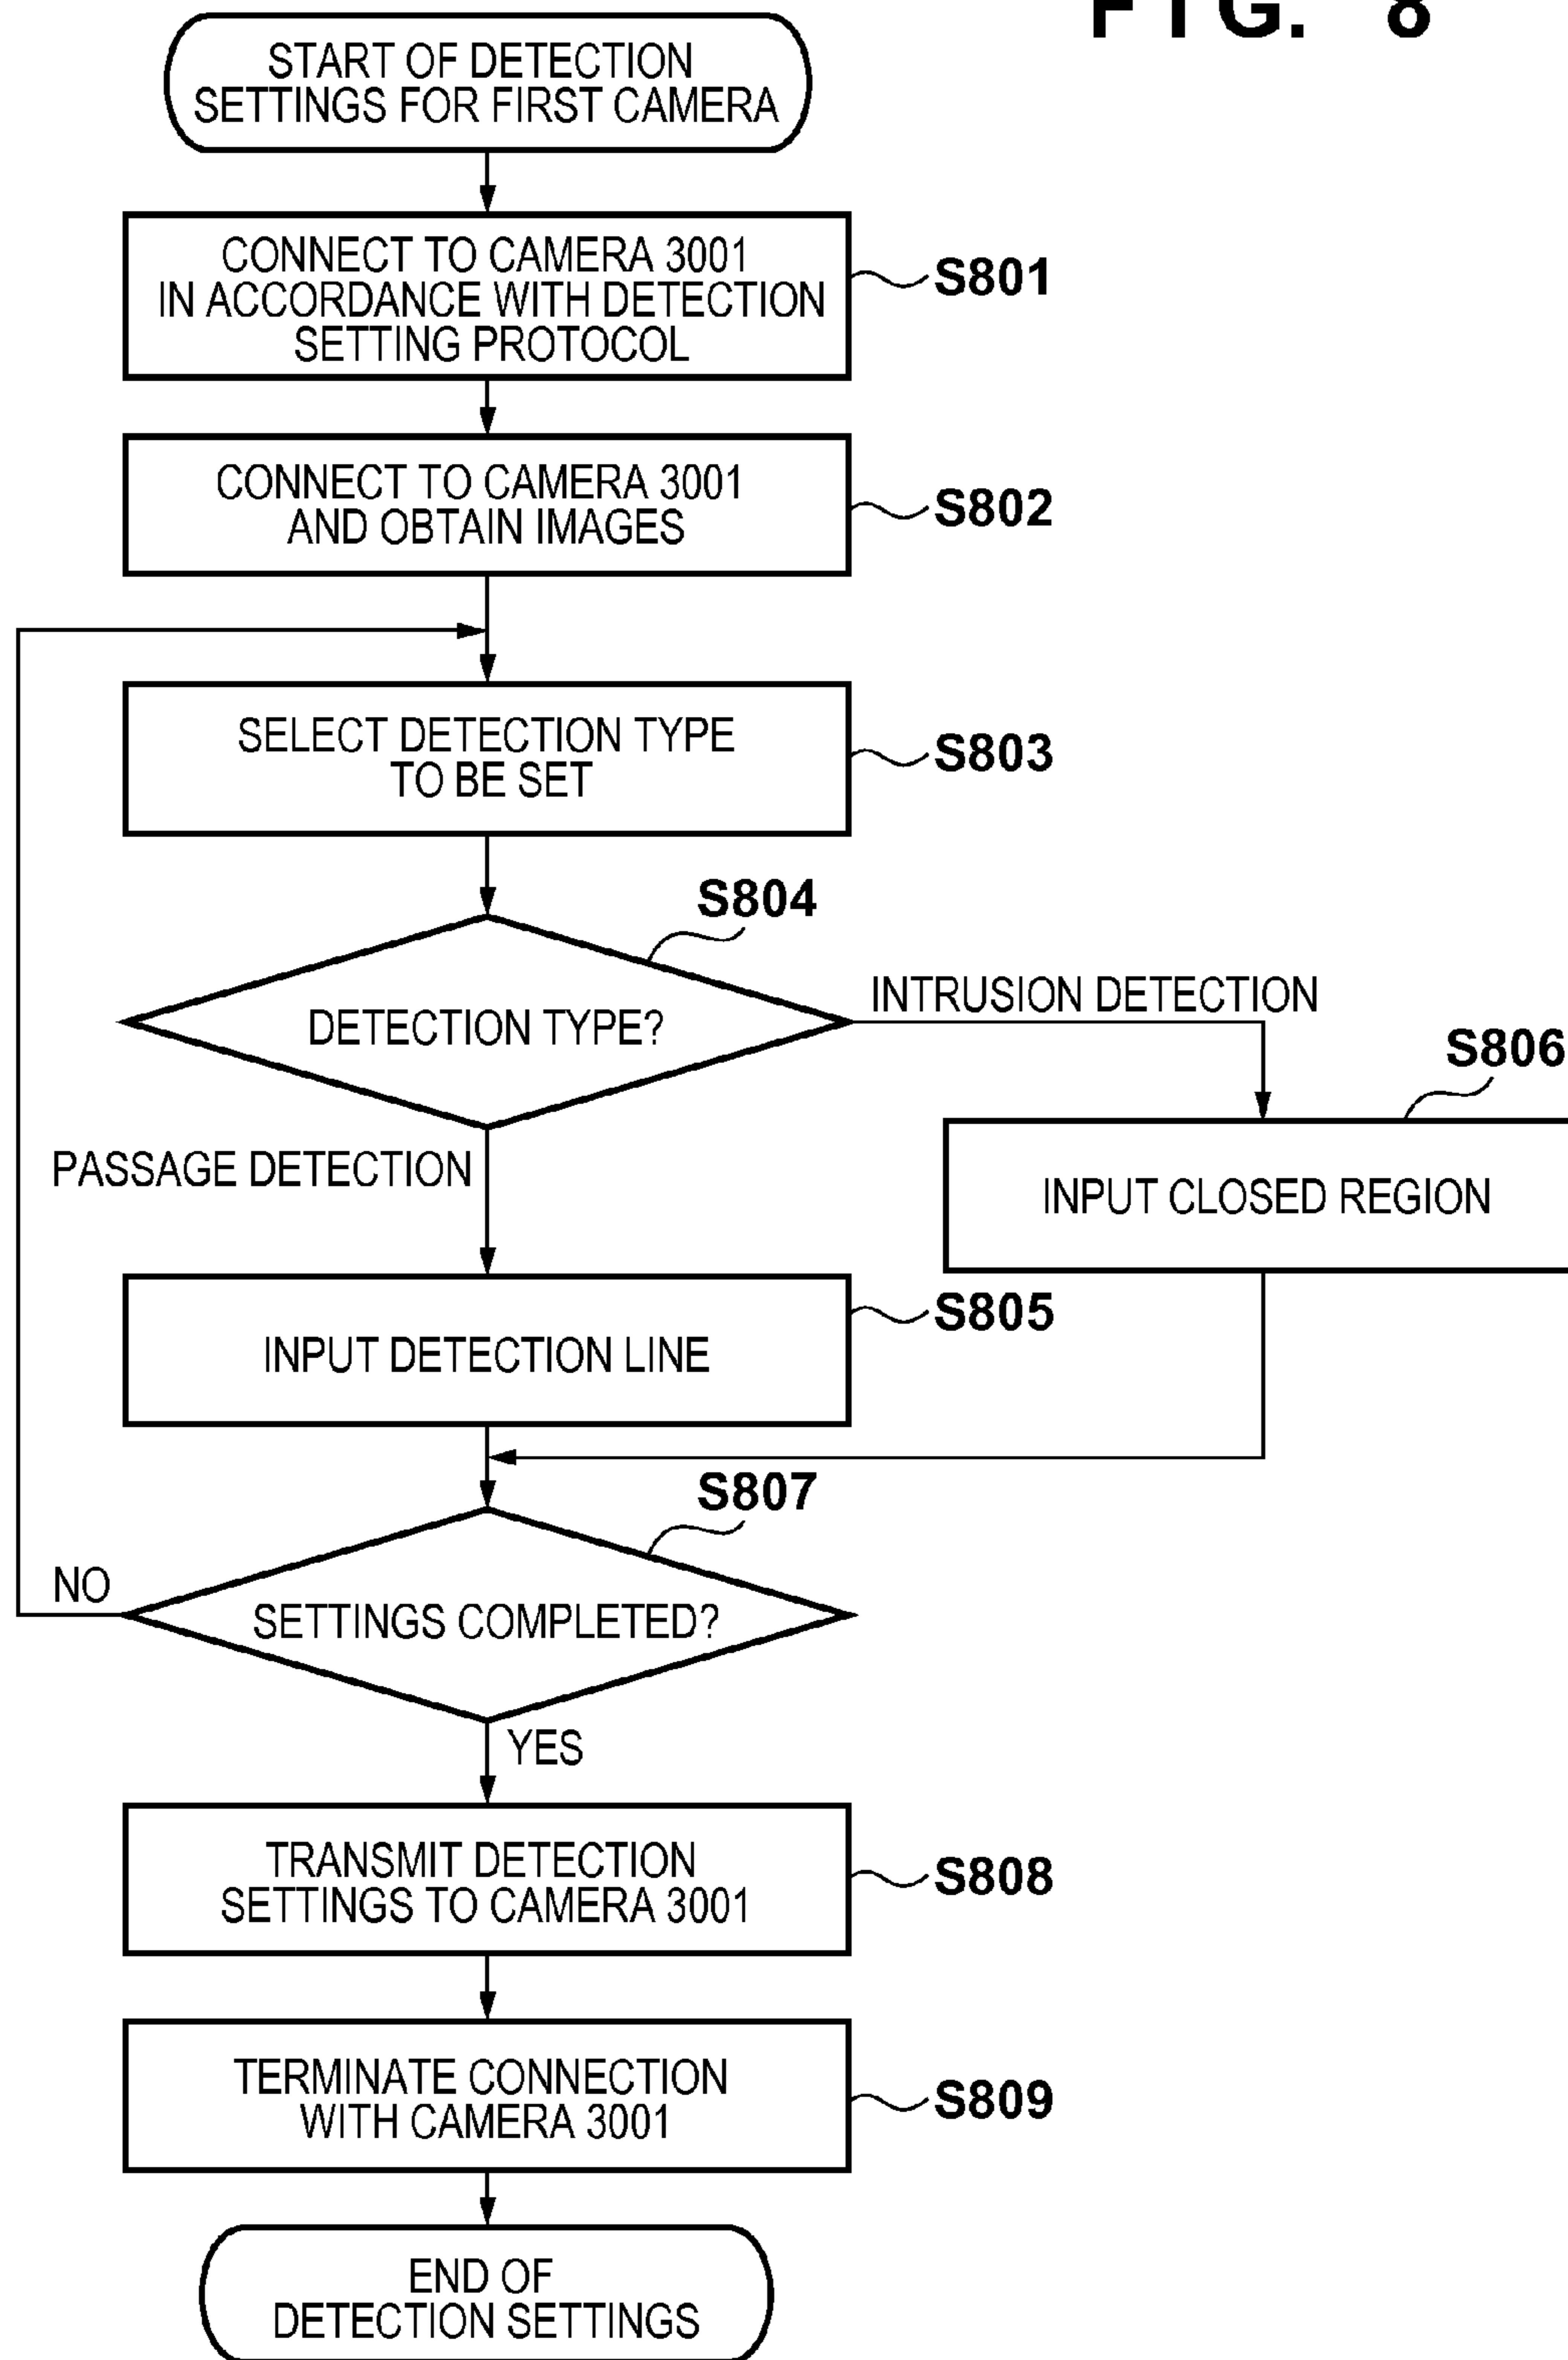 FIG. 8
START OF DETECTION
SETTINGS FOR FIRST CAMERA
CONNECT TO CAMERA 3001
IN ACCORDANCE WITH DETECTION
SETTING PROTOCOL
S801
CONNECT TO CAMERA 3001
AND OBTAIN IMAGES
S802
SELECT DETECTION TYPE
TO BE SET
S803
S804
DETECTION TYPE?
INTRUSION DETECTION
S806
INPUT CLOSED REGION
PASSAGE DETECTION
S805
INPUT DETECTION LINE
S807
SETTINGS COMPLETED?
NO
YES
TRANSMIT DETECTION
SETTINGS TO CAMERA 3001
S808
TERMINATE CONNECTION
WITH CAMERA 3001
S809
END OF
DETECTION SETTINGS